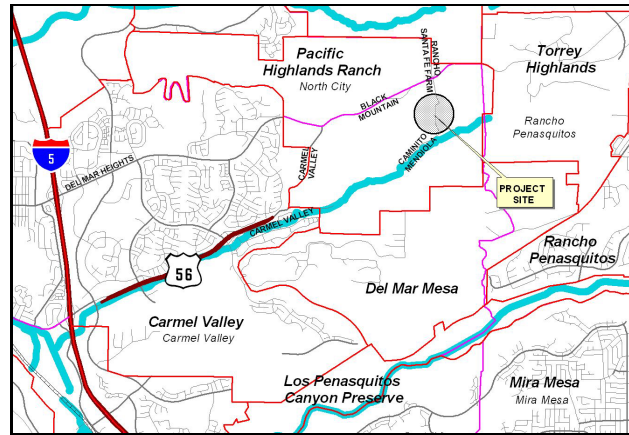 Pacific
Highlands Ranch
North City
Torrey
Highlands
RANCHO
SANTA FE FARM
BLACK
MOUNTAIN
Rancho
Penasquitos
5
DEL MAR HEIGHTS
CARMEL
VALLEY
CAMINITO
MENDIOLA
PROJECT
SITE
CARMEL VALLEY
Rancho
Penasquitos
56
Del Mar Mesa
Carmel Valley
Carmel Valley
Los Penasquitos
Canyon Preserve
Mira Mesa
Mira Mesa